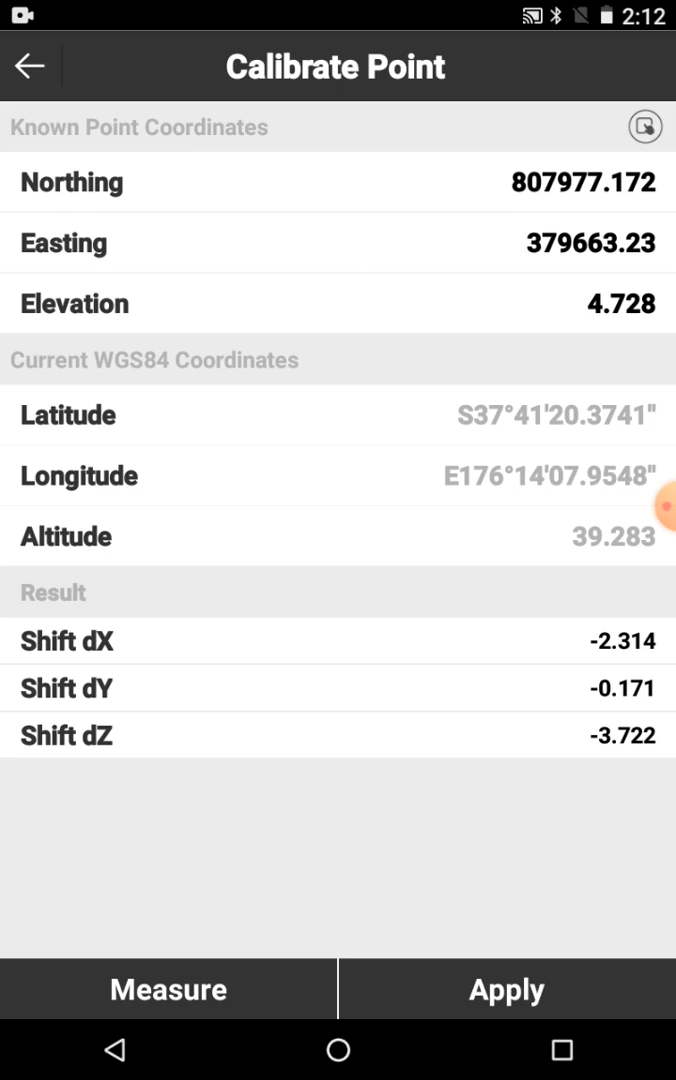 2:12
Calibrate Point
Known Point Coordinates
Northing 807977.172
Easting 379663.23
Elevation 4.728
Current WGS84 Coordinates
Latitude S37°41'20.3741"
Longitude E176°14'07.9548"
Altitude 39.283
Result
Shift dX -2.314
Shift dY -0.171
Shift dZ -3.722
Measure Apply